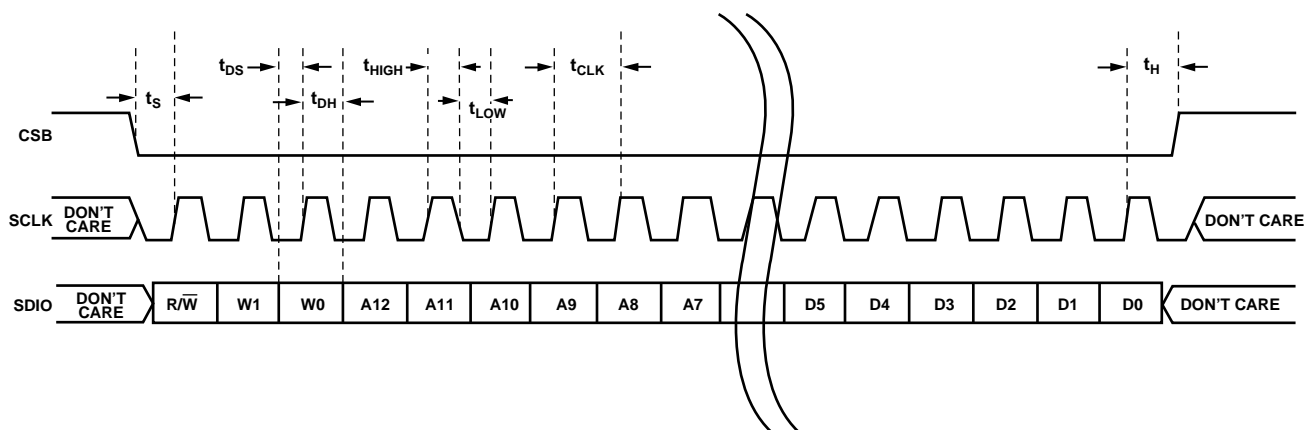 tDS
tHIGH
tCLK
tH
tS
tDH
tLOW
CSB
SCLK DON'T CARE DON'T CARE
SDIO DON'T CARE R/W̅ W1 W0 A12 A11 A10 A9 A8 A7 D5 D4 D3 D2 D1 D0 DON'T CARE